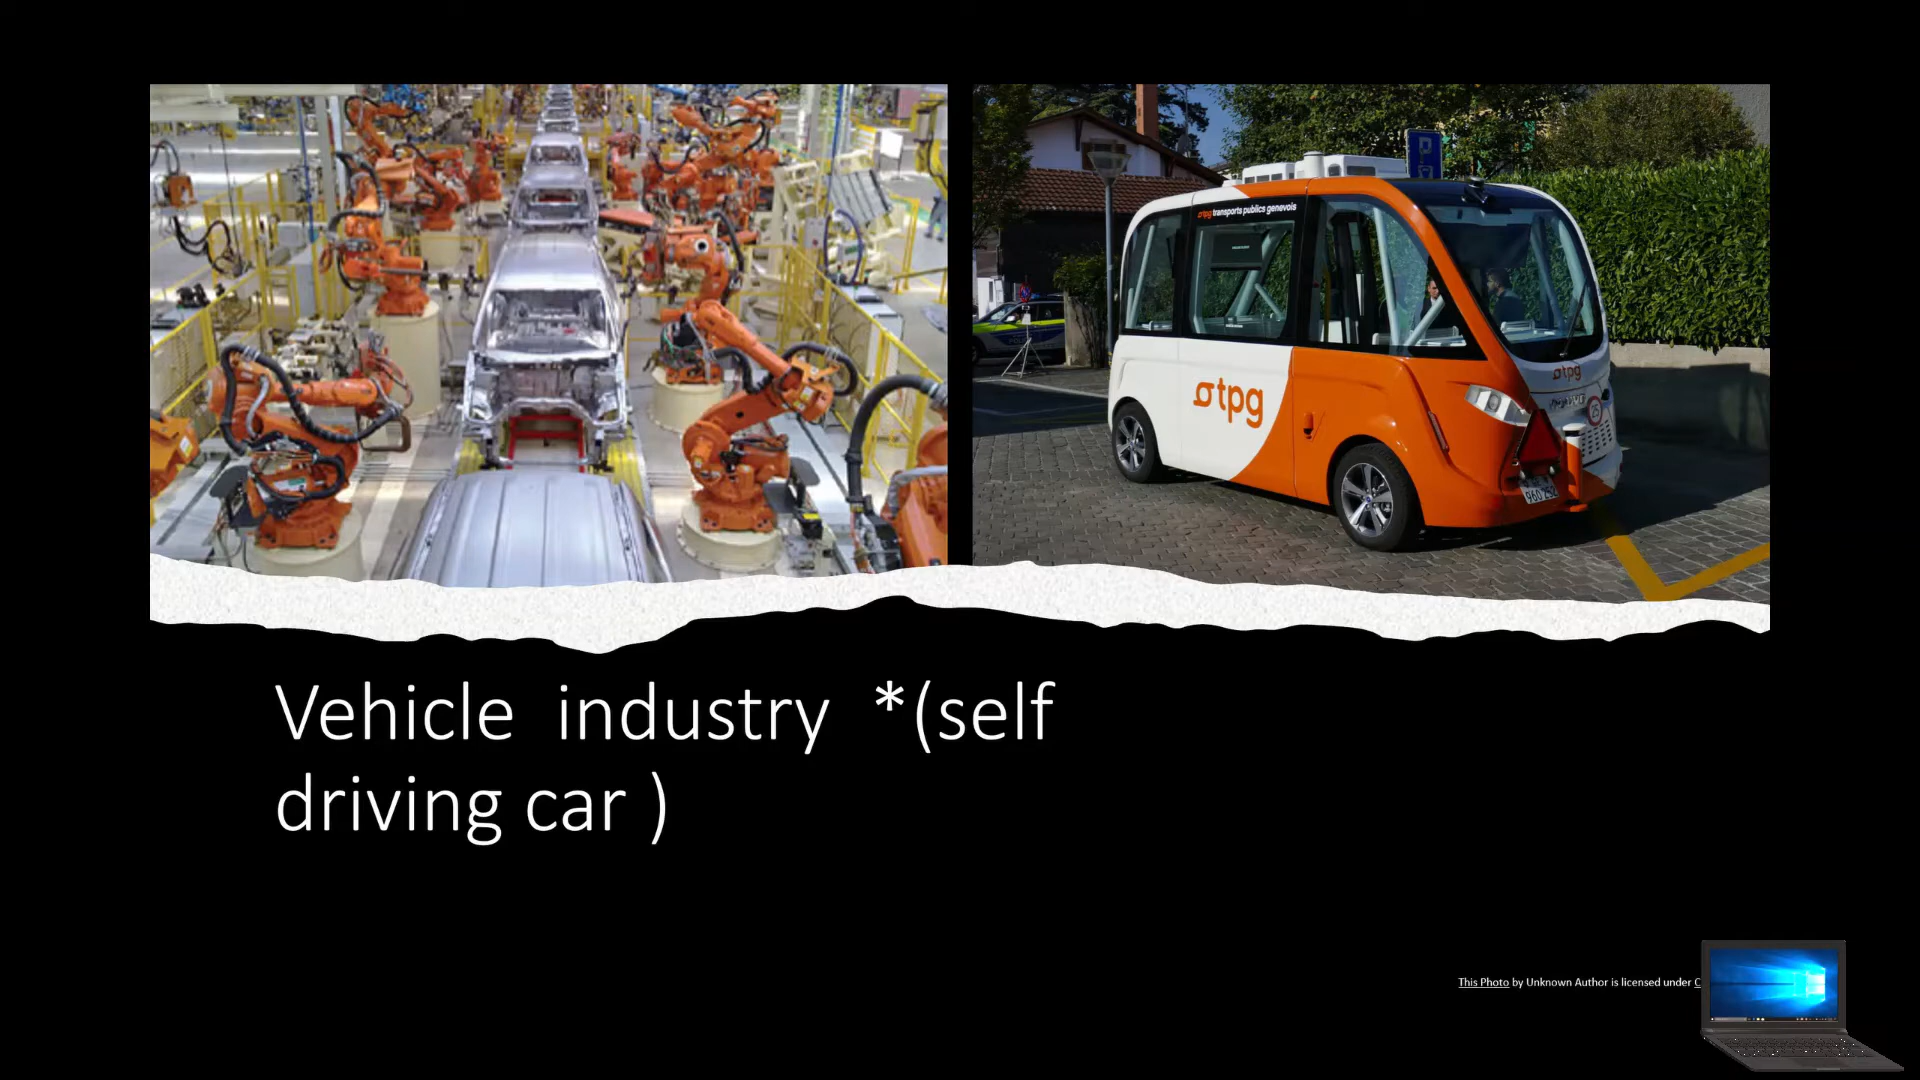 P
tpg transports publics genevois
tpg
tpg
25
Vehicle industry *(self
driving car )
This Photo by Unknown Author is licensed under C